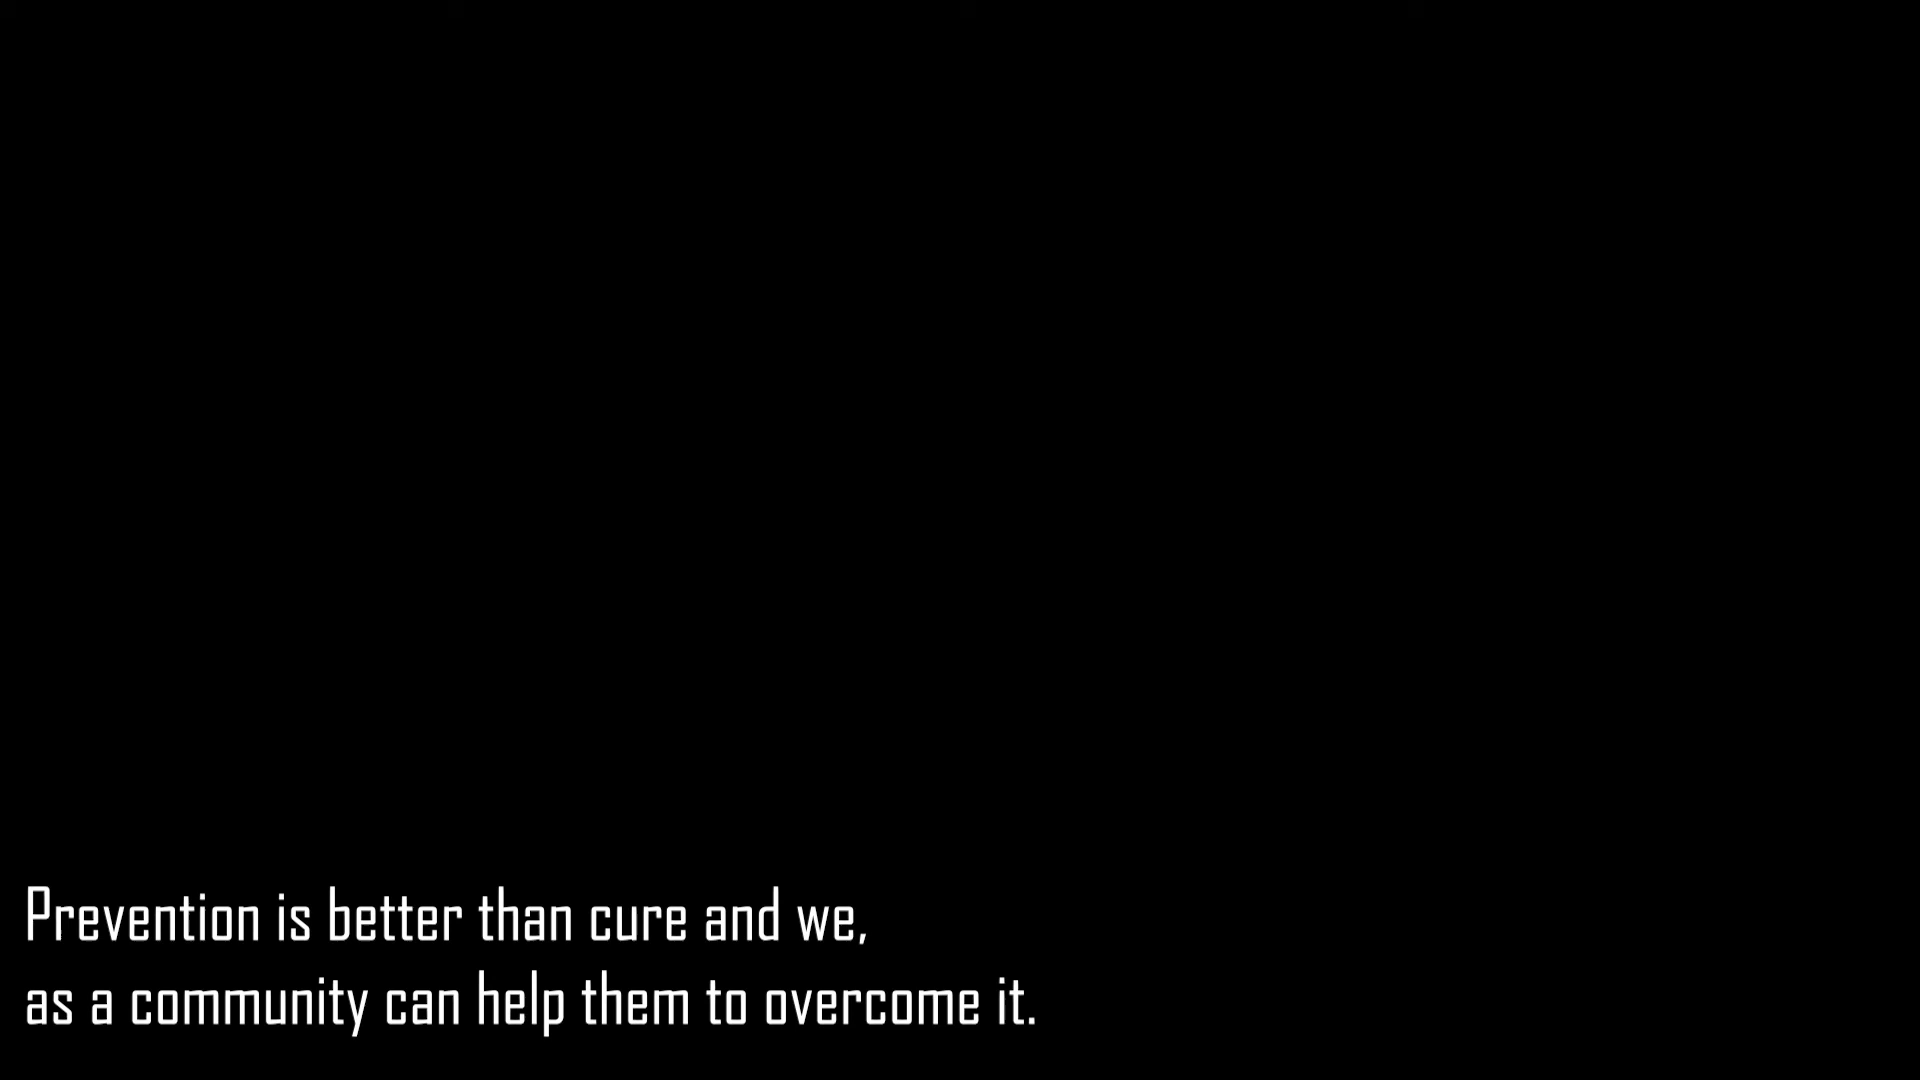 Prevention is better than cure and we,
as a community can help them to overcome it.